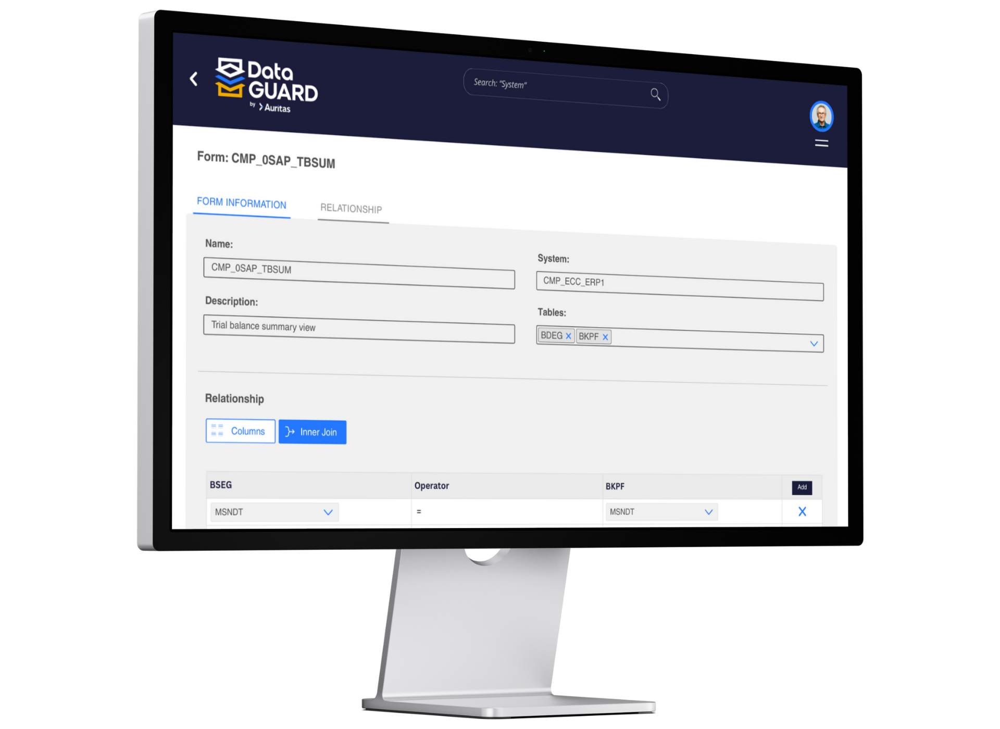 Data
GUARD
by Auritas
Search: "System"
Form: CMP_0SAP_TBSUM
FORM INFORMATION
RELATIONSHIP
Name:
CMP_0SAP_TBSUM
System:
CMP_ECC_ERP1
Description:
Trial balance summary view
Tables:
BDEG X BKPF X
Relationship
Columns
Inner Join
BSEG Operator BKPF Add
MSNDT = MSNDT X